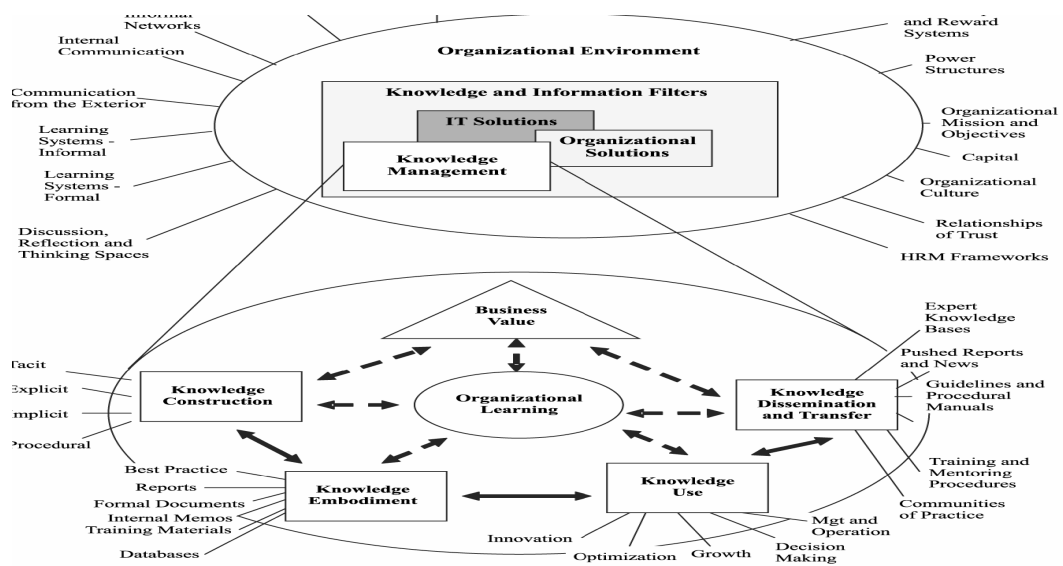 Informal
Networks
Internal
Communication
Communication
from the Exterior
Learning
Systems -
Informal
Learning
Systems -
Formal
Discussion,
Reflection and
Thinking Spaces
Organizational Environment
Knowledge and Information Filters
IT Solutions
Organizational
Solutions
Knowledge
Management
and Reward
Systems
Power
Structures
Organizational
Mission and
Objectives
Capital
Organizational
Culture
Relationships
of Trust
HRM Frameworks
Business
Value
Knowledge
Construction
Organizational
Learning
Knowledge
Dissemination
and Transfer
Knowledge
Embodiment
Knowledge
Use
Tacit
Explicit
Implicit
Procedural
Best Practice
Reports
Formal Documents
Internal Memos
Training Materials
Databases
Innovation
Optimization
Growth
Decision
Making
Mgt and
Operation
Expert
Knowledge
Bases
Pushed Reports
and News
Guidelines and
Procedural
Manuals
Training and
Mentoring
Procedures
Communities
of Practice